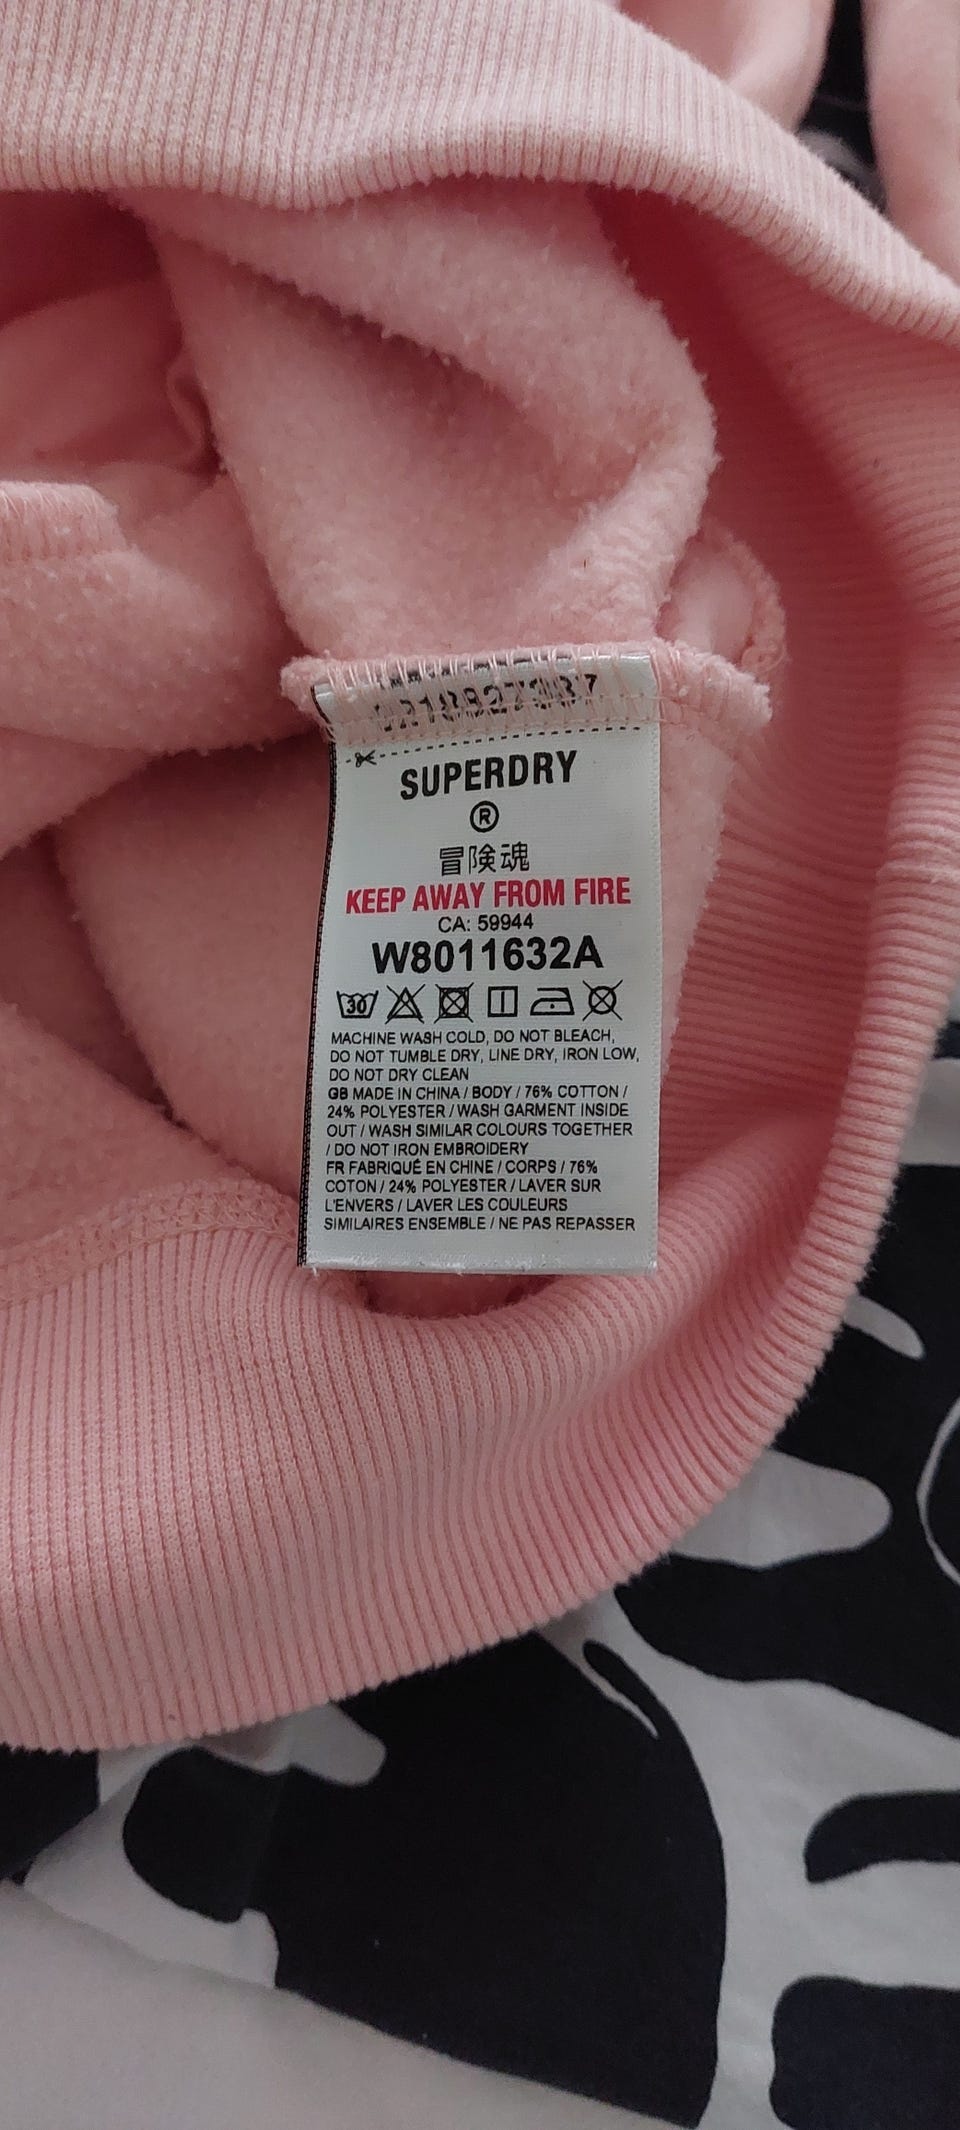 SUPERDRY
®
冒険魂
KEEP AWAY FROM FIRE
CA: 59944
W8011632A
30
MACHINE WASH COLD, DO NOT BLEACH,
DO NOT TUMBLE DRY, LINE DRY, IRON LOW,
DO NOT DRY CLEAN
GB MADE IN CHINA / BODY / 76% COTTON /
24% POLYESTER / WASH GARMENT INSIDE
OUT / WASH SIMILAR COLOURS TOGETHER
/ DO NOT IRON EMBROIDERY
FR FABRIQUÉ EN CHINE / CORPS / 76%
COTON / 24% POLYESTER / LAVER SUR
L'ENVERS / LAVER LES COULEURS
SIMILAIRES ENSEMBLE / NE PAS REPASSER